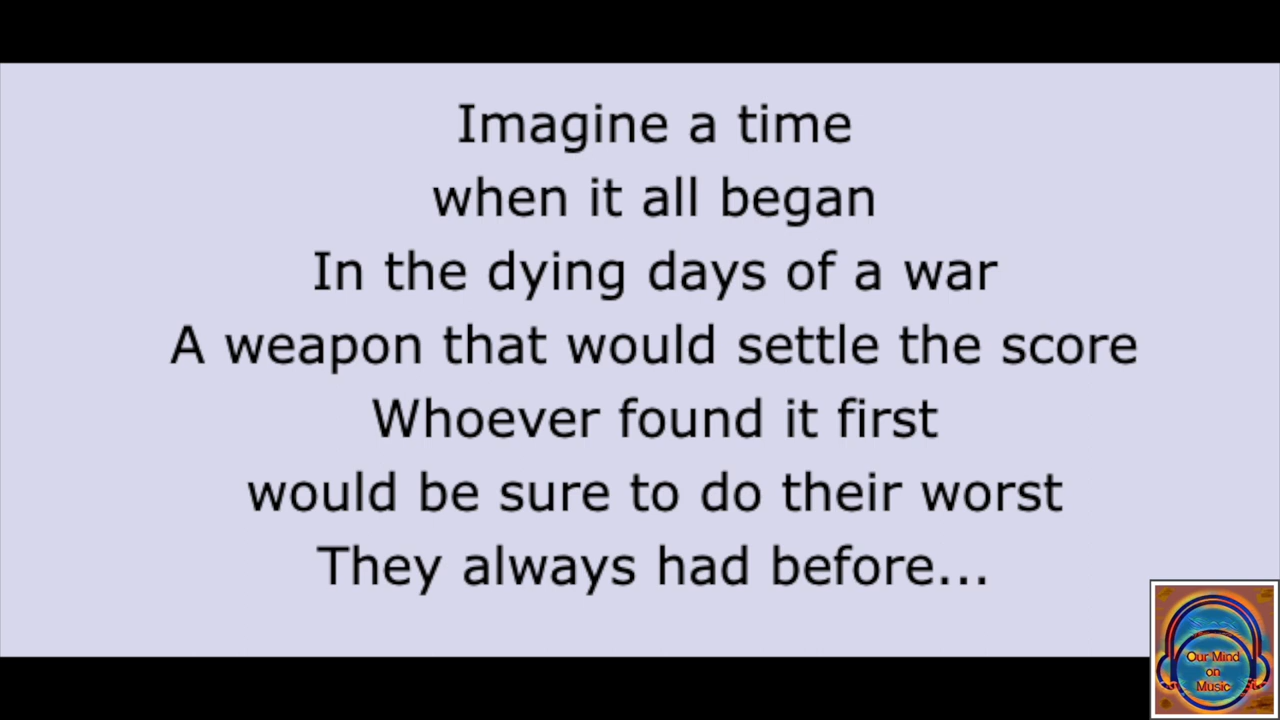 Imagine a time
when it all began
In the dying days of a war
A weapon that would settle the score
Whoever found it first
would be sure to do their worst
They always had before...
Our Mind
on
Music